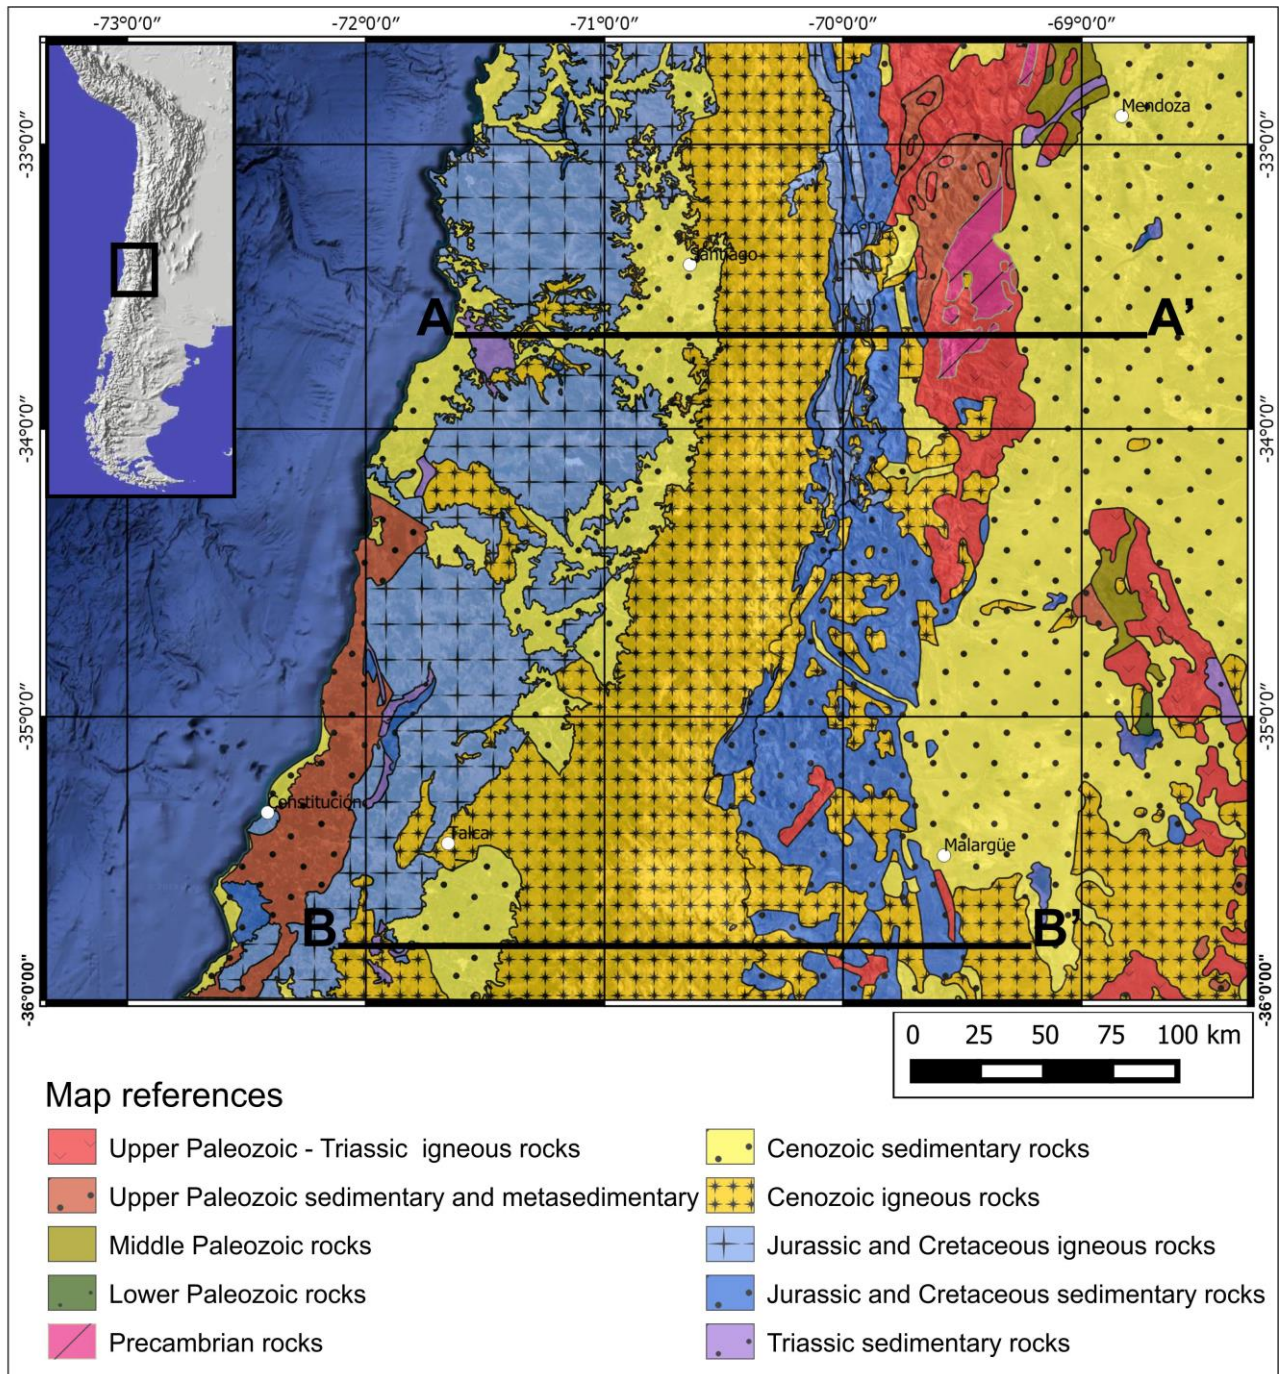 -73°0'0" -72°0'0" -71°0'0" -70°0'0" -69°0'0"
-33°0'0" -33°0'0"
-34°0'0" -34°0'0"
-35°0'0" -35°0'0"
-36°0'00" -36°0'00"
Mendoza
Santiago
A A'
Constitución
Talca
Malargüe
B B'
0 25 50 75 100 km
Map references
Upper Paleozoic - Triassic igneous rocks
Upper Paleozoic sedimentary and metasedimentary
Middle Paleozoic rocks
Lower Paleozoic rocks
Precambrian rocks
Cenozoic sedimentary rocks
Cenozoic igneous rocks
Jurassic and Cretaceous igneous rocks
Jurassic and Cretaceous sedimentary rocks
Triassic sedimentary rocks